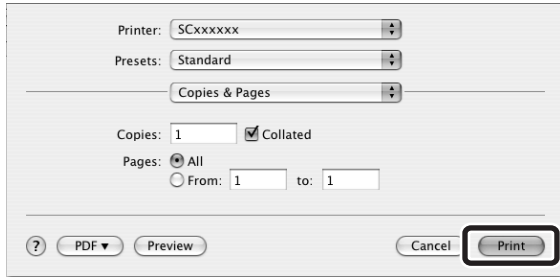 Printer: SCxxxxxx
Presets: Standard
Copies & Pages
Copies: 1 Collated
Pages: All
From: 1 to: 1
? PDF▼ Preview Cancel Print